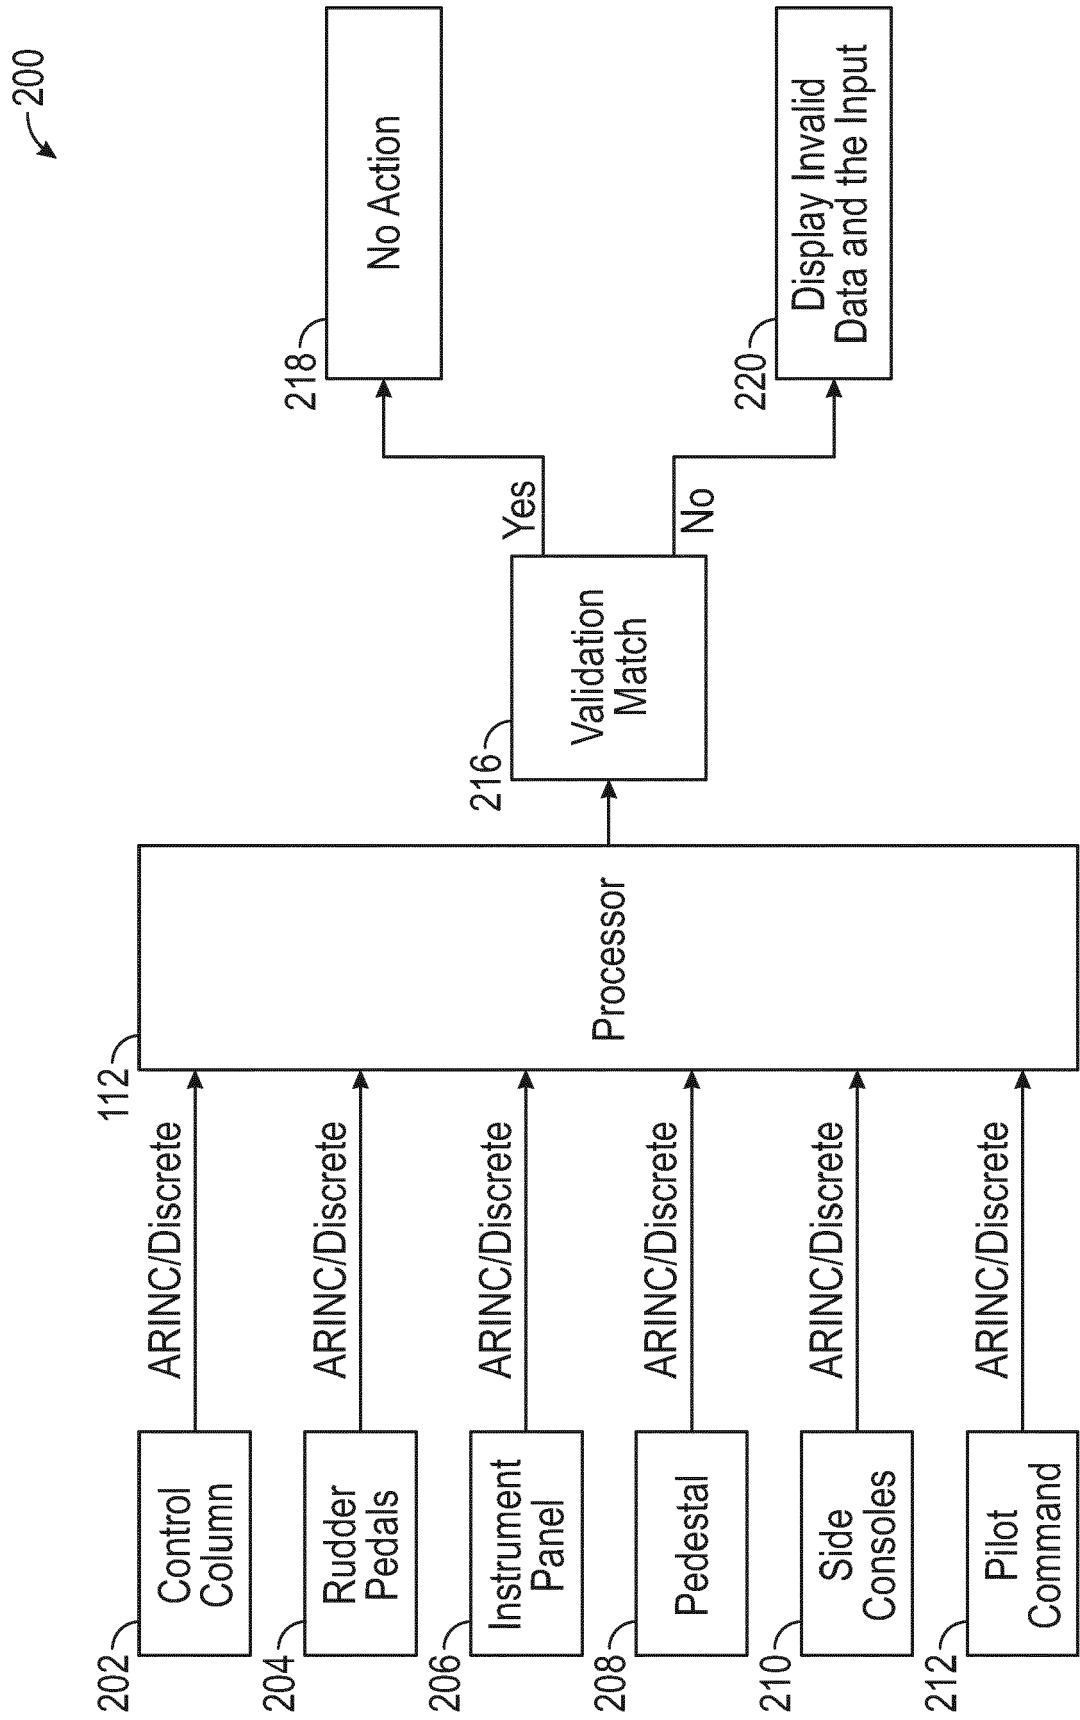 200
202
Control
Column
ARINC/Discrete
204
Rudder
Pedals
ARINC/Discrete
206
Instrument
Panel
ARINC/Discrete
208
Pedestal
ARINC/Discrete
210
Side
Consoles
ARINC/Discrete
212
Pilot
Command
ARINC/Discrete
112
Processor
216
Validation
Match
Yes
No
218
No Action
220
Display Invalid
Data and the Input